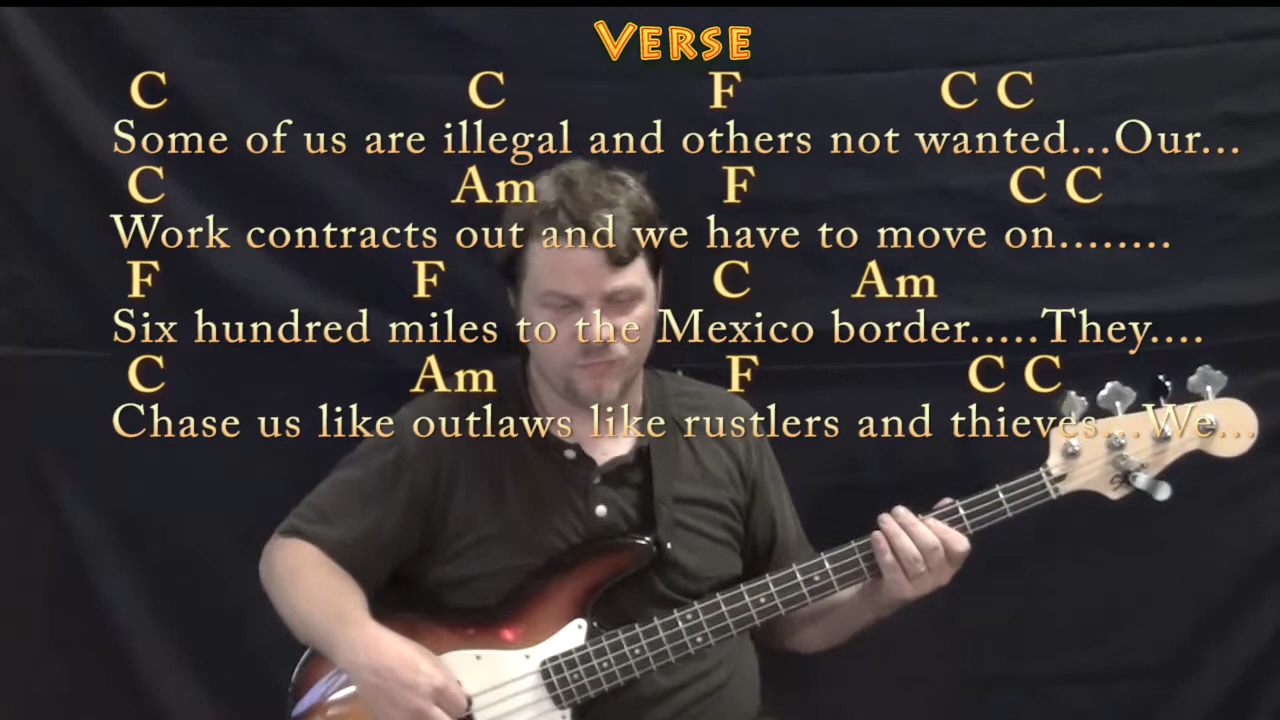 VERSE
C C F C C
Some of us are illegal and others not wanted...Our...
C Am F C C
Work contracts out and we have to move on........
F F C Am
Six hundred miles to the Mexico border.....They....
C Am F C C
Chase us like outlaws like rustlers and thieves...We...